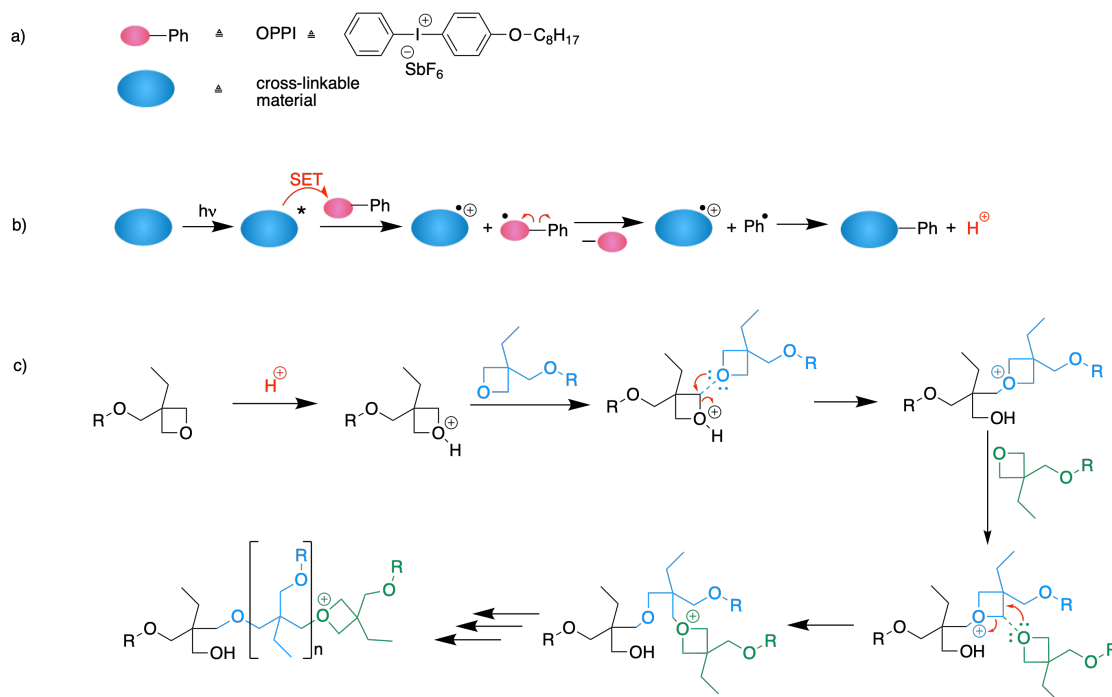 a)
Ph ≙ OPPI ≙ I ⊕ O C₈H₁₇
⊖
SbF₆
≙ cross-linkable
material
b)
hν
*
SET
Ph
•⊕ + • Ph
–
•⊕ + Ph•
Ph + H⊕
c)
R O O
H⊕
R O O ⊕ H
O O R
R O O ⊕ H O O R
R O OH O ⊕ O R
O O R
R O OH O ⊕ O R O O R
R O OH O O R O ⊕ O R
R O OH O R O n O ⊕ O R